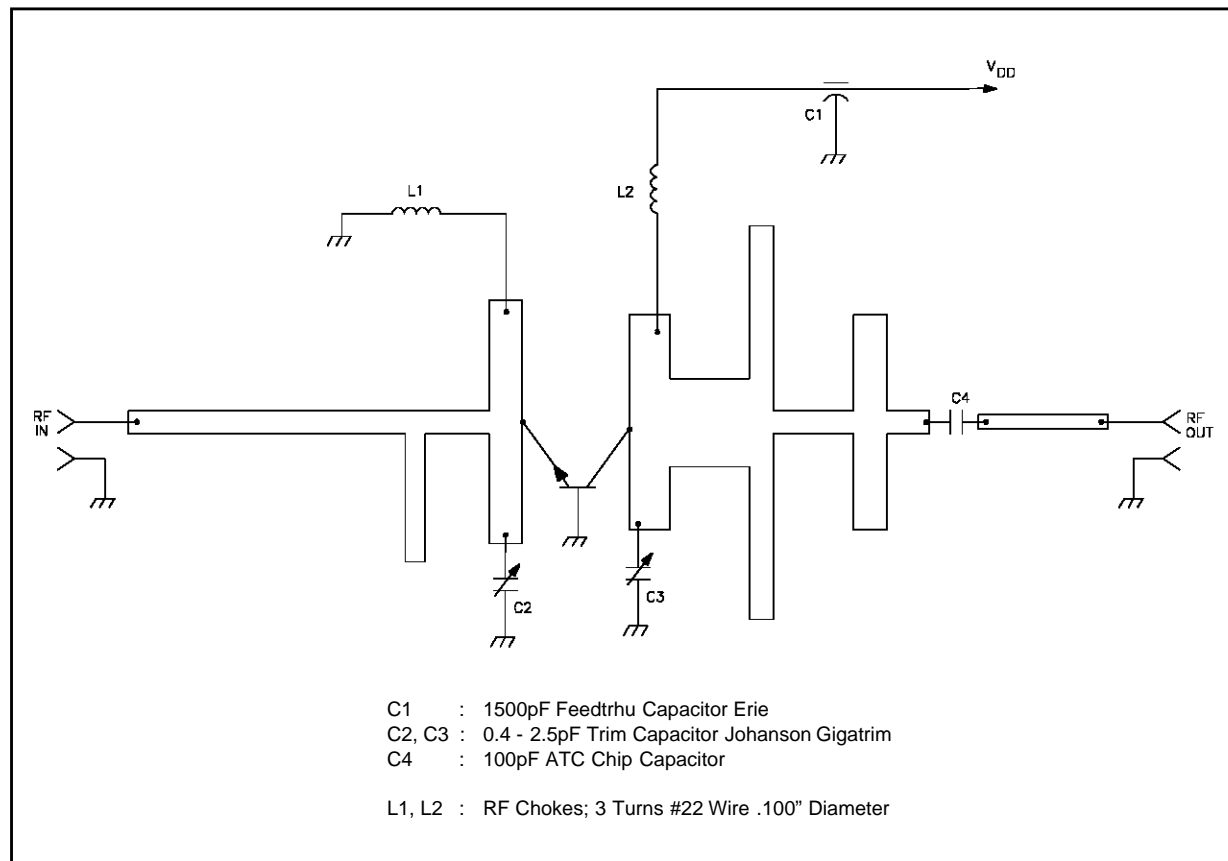 V_DD
C1
L1
L2
C4
RF
IN
RF
OUT
C2
C3
C1 : 1500pF Feedtrhu Capacitor Erie
C2, C3 : 0.4 - 2.5pF Trim Capacitor Johanson Gigatrim
C4 : 100pF ATC Chip Capacitor
L1, L2 : RF Chokes; 3 Turns #22 Wire .100” Diameter